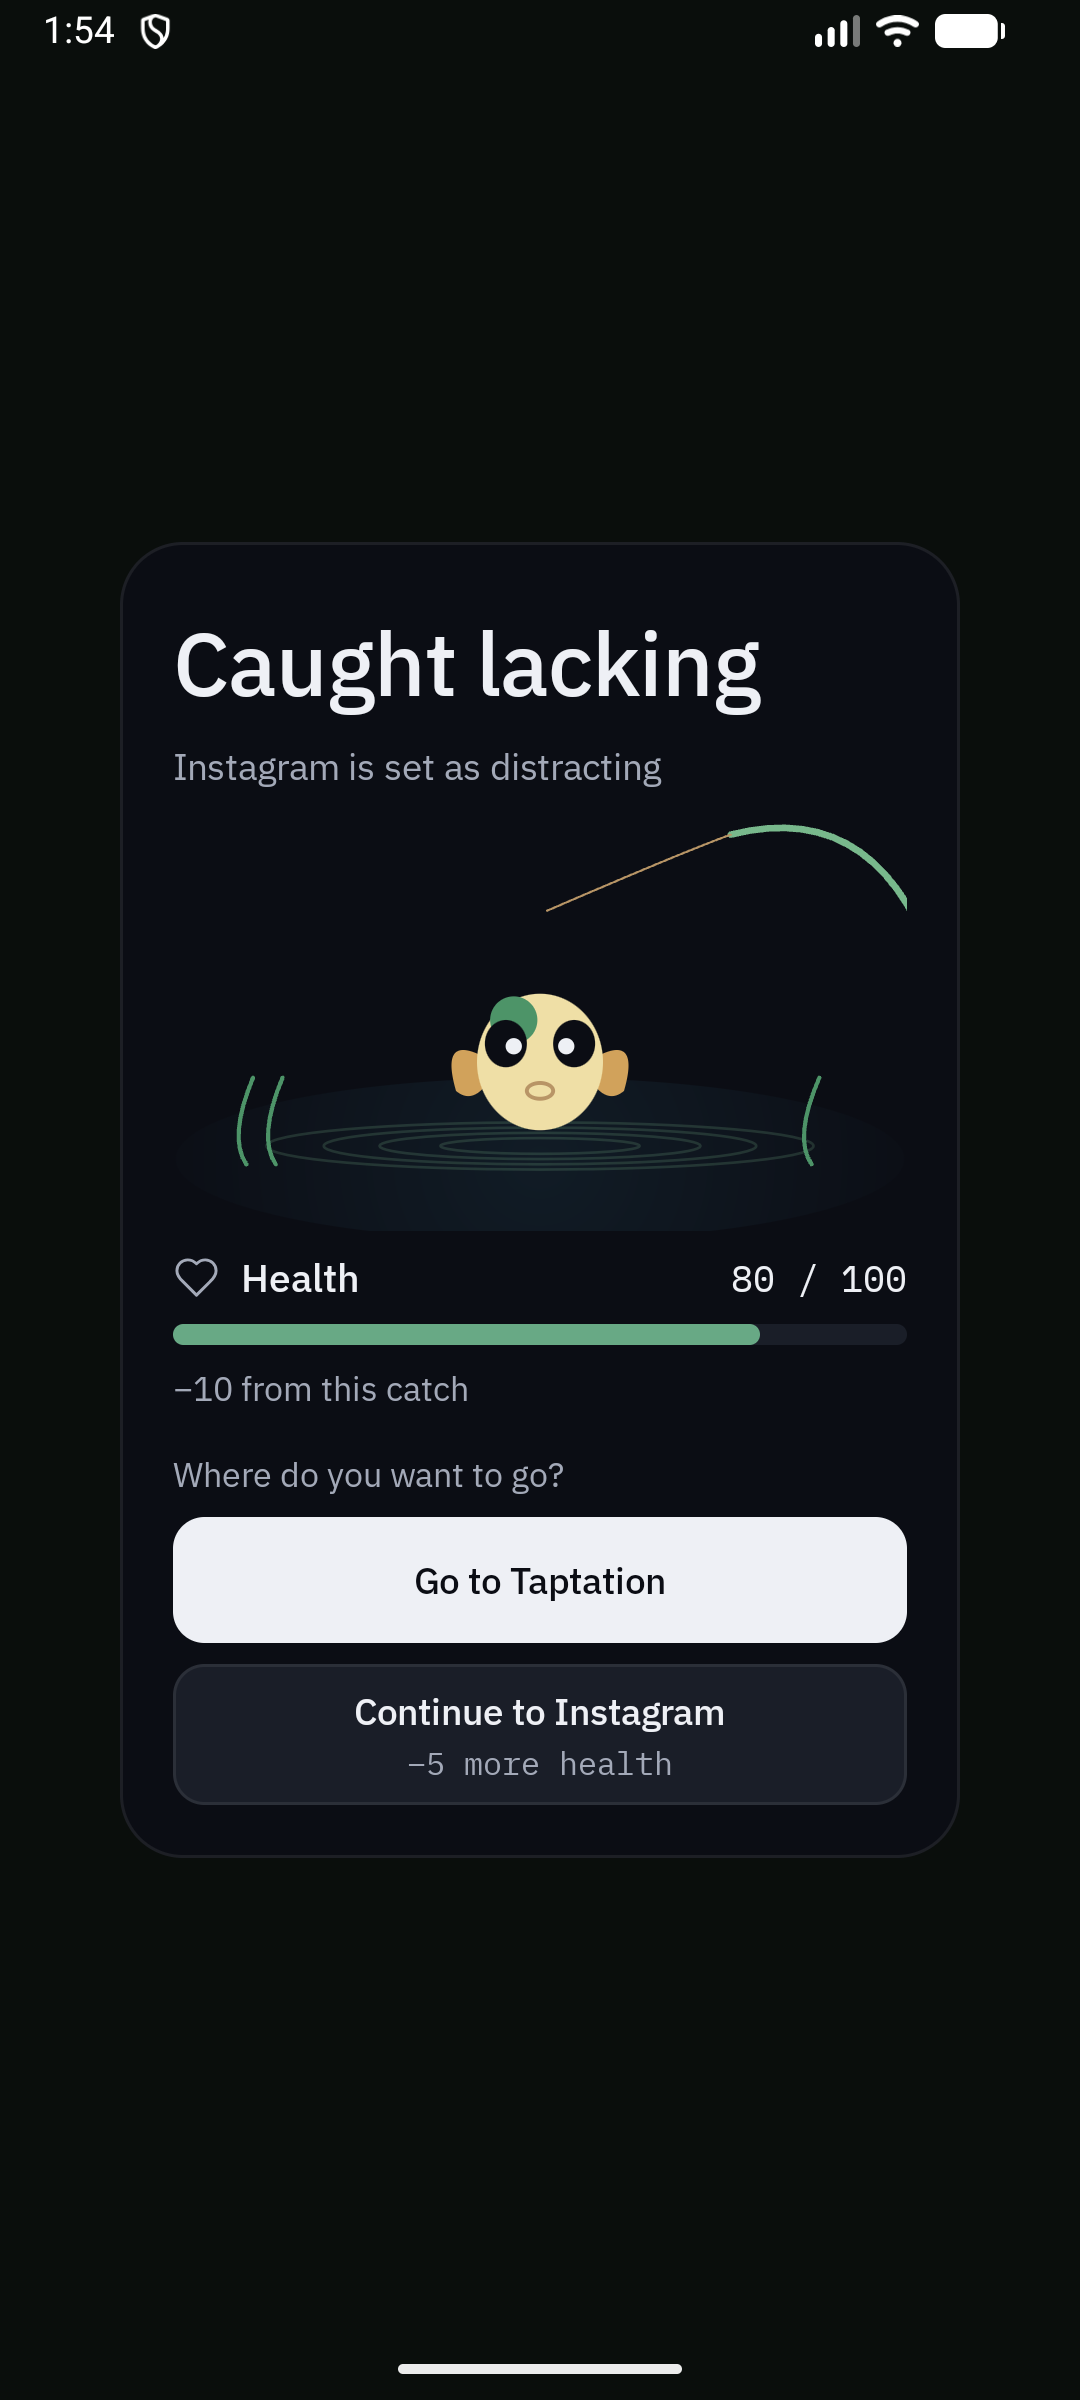 1:54
Caught lacking
Instagram is set as distracting
Health 80 / 100
−10 from this catch
Where do you want to go?
Go to Taptation
Continue to Instagram
−5 more health